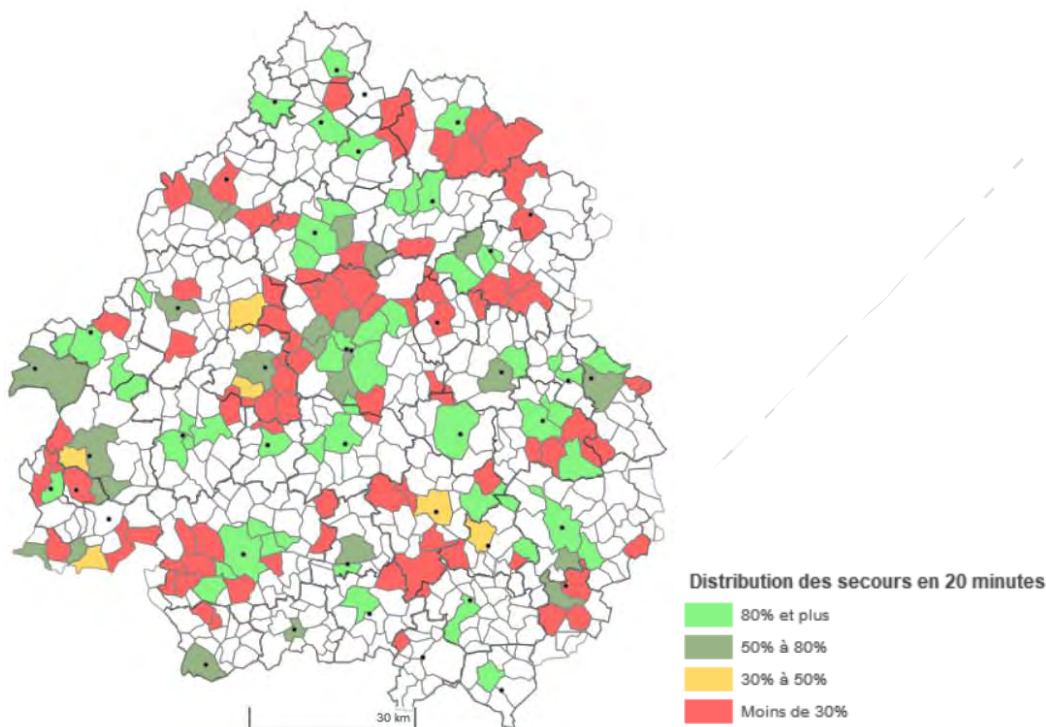 Distribution des secours en 20 minutes
80% et plus
50% à 80%
30% à 50%
Moins de 30%
30 km